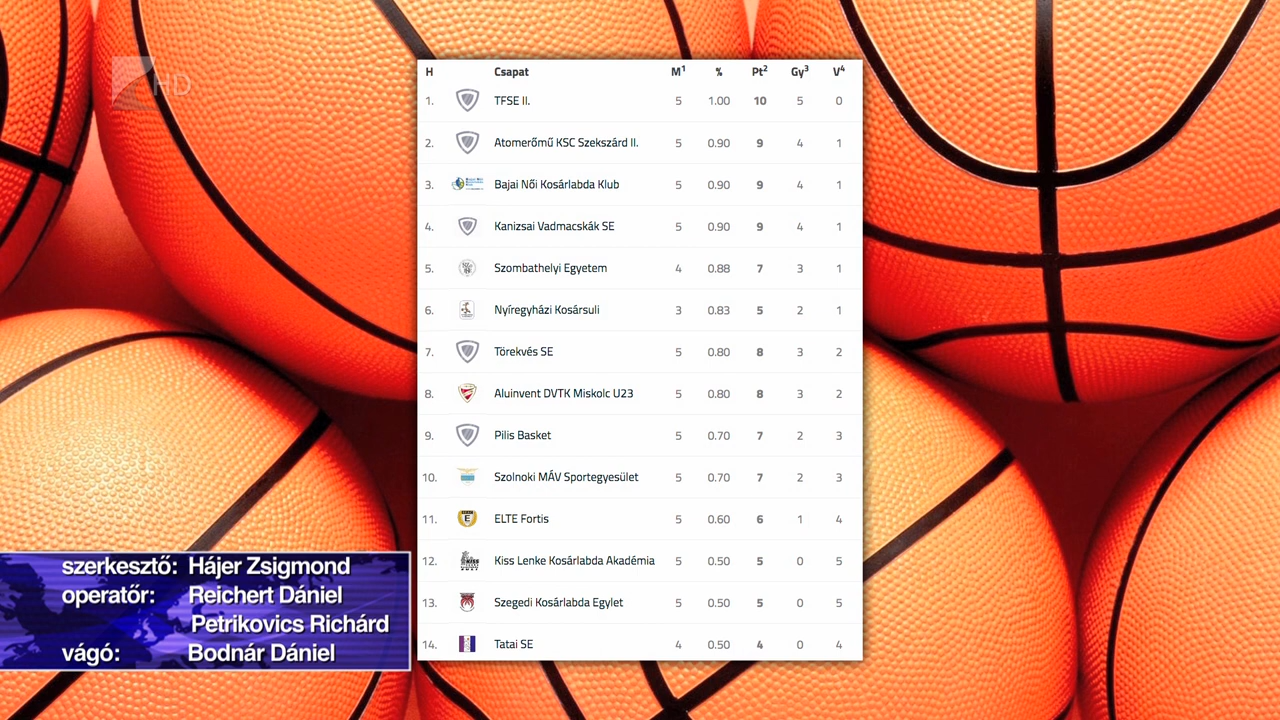 HD
H Csapat M1 % Pt2 Gy3 V4
1. TFSE II. 5 1.00 10 5 0
2. Atomerőmű KSC Szekszárd II. 5 0.90 9 4 1
3. Bajai Női Kosárlabda Klub 5 0.90 9 4 1
4. Kanizsai Vadmacskák SE 5 0.90 9 4 1
5. Szombathelyi Egyetem 4 0.88 7 3 1
6. Nyíregyházi Kosársuli 3 0.83 5 2 1
7. Törekvés SE 5 0.80 8 3 2
8. Aluinvent DVTK Miskolc U23 5 0.80 8 3 2
9. Pilis Basket 5 0.70 7 2 3
10. Szolnoki MÁV Sportegyesület 5 0.70 7 2 3
11. ELTE Fortis 5 0.60 6 1 4
12. Kiss Lenke Kosárlabda Akadémia 5 0.50 5 0 5
13. Szegedi Kosárlabda Egylet 5 0.50 5 0 5
14. Tatai SE 4 0.50 4 0 4
szerkesztő: Hájer Zsigmond
operatőr: Reichert Dániel
Petrikovics Richárd
vágó: Bodnár Dániel